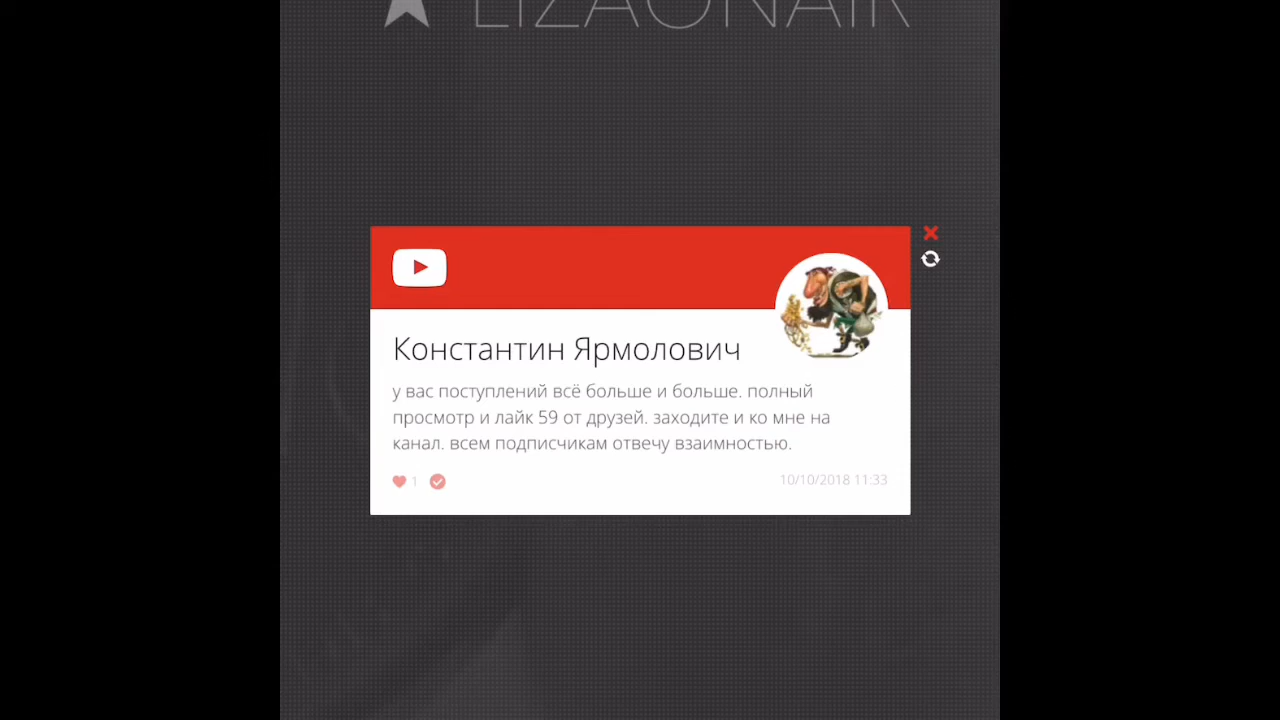 LIZAONAIR
Константин Ярмолович
у вас поступлений всё больше и больше. полный
просмотр и лайк 59 от друзей. заходите и ко мне на
канал. всем подписчикам отвечу взаимностью.
1
10/10/2018 11:33